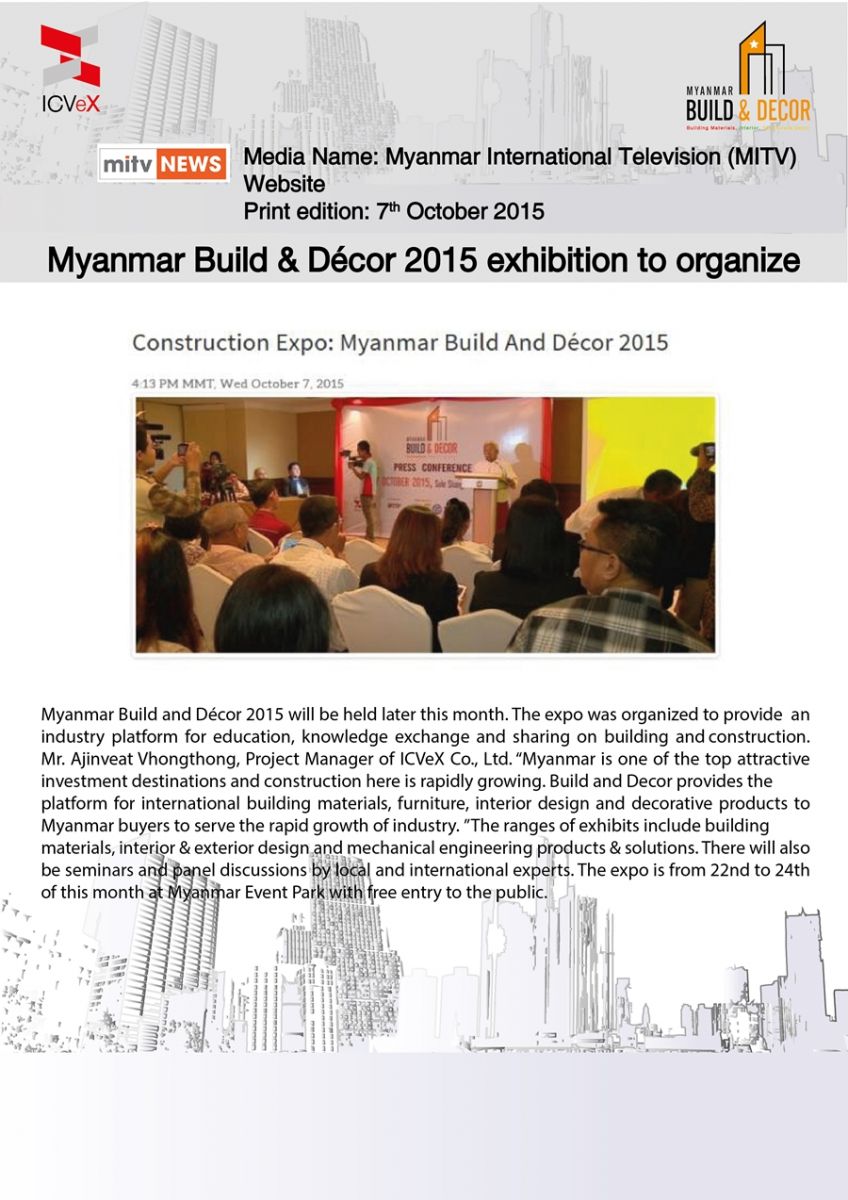 ICVeX
MYANMAR
BUILD & DECOR
Building Materials, Interior,
mitv NEWS
Media Name: Myanmar International Television (MITV)
Website
Print edition: 7th October 2015
Myanmar Build & Décor 2015 exhibition to organize
Construction Expo: Myanmar Build And Décor 2015
4:13 PM MMT, Wed October 7, 2015
MYANMAR
BUILD & DECOR
PRESS CONFERENCE
OCTOBER 2015, Sule
Myanmar Build and Décor 2015 will be held later this month. The expo was organized to provide an
industry platform for education, knowledge exchange and sharing on building and construction.
Mr. Ajinveat Vhongthong, Project Manager of ICVeX Co., Ltd. “Myanmar is one of the top attractive
investment destinations and construction here is rapidly growing. Build and Decor provides the
platform for international building materials, furniture, interior design and decorative products to
Myanmar buyers to serve the rapid growth of industry. ”The ranges of exhibits include building
materials, interior & exterior design and mechanical engineering products & solutions. There will also
be seminars and panel discussions by local and international experts. The expo is from 22nd to 24th
of this month at Myanmar Event Park with free entry to the public.